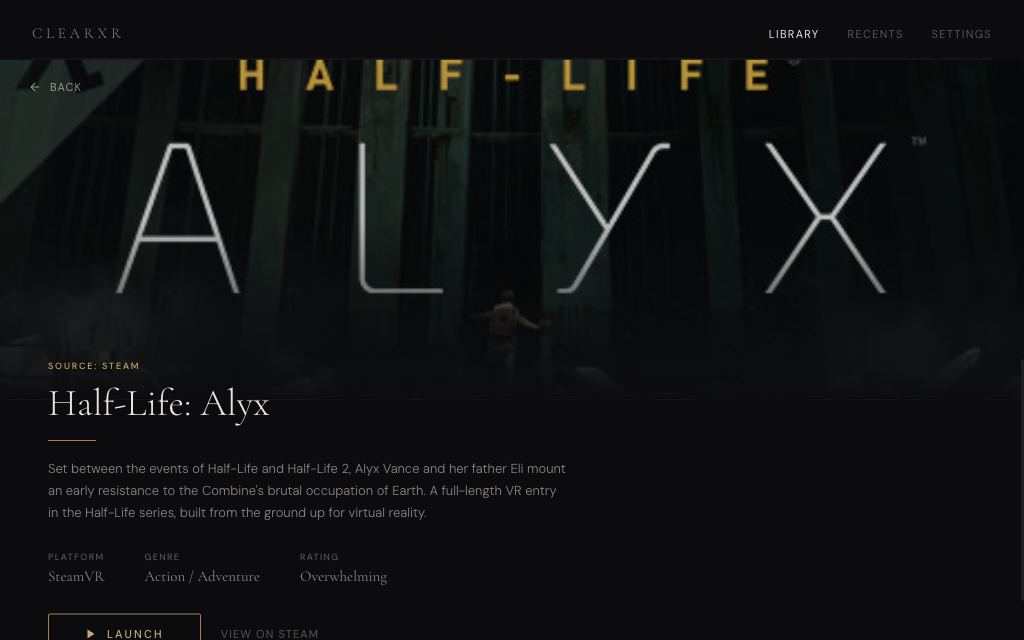 CLEARXR
LIBRARY RECENTS SETTINGS
HALF-LIFE
← BACK
ALYX™
SOURCE: STEAM
Half-Life: Alyx
Set between the events of Half-Life and Half-Life 2, Alyx Vance and her father Eli mount
an early resistance to the Combine's brutal occupation of Earth. A full-length VR entry
in the Half-Life series, built from the ground up for virtual reality.
PLATFORM GENRE RATING
SteamVR Action / Adventure Overwhelming
LAUNCH VIEW ON STEAM